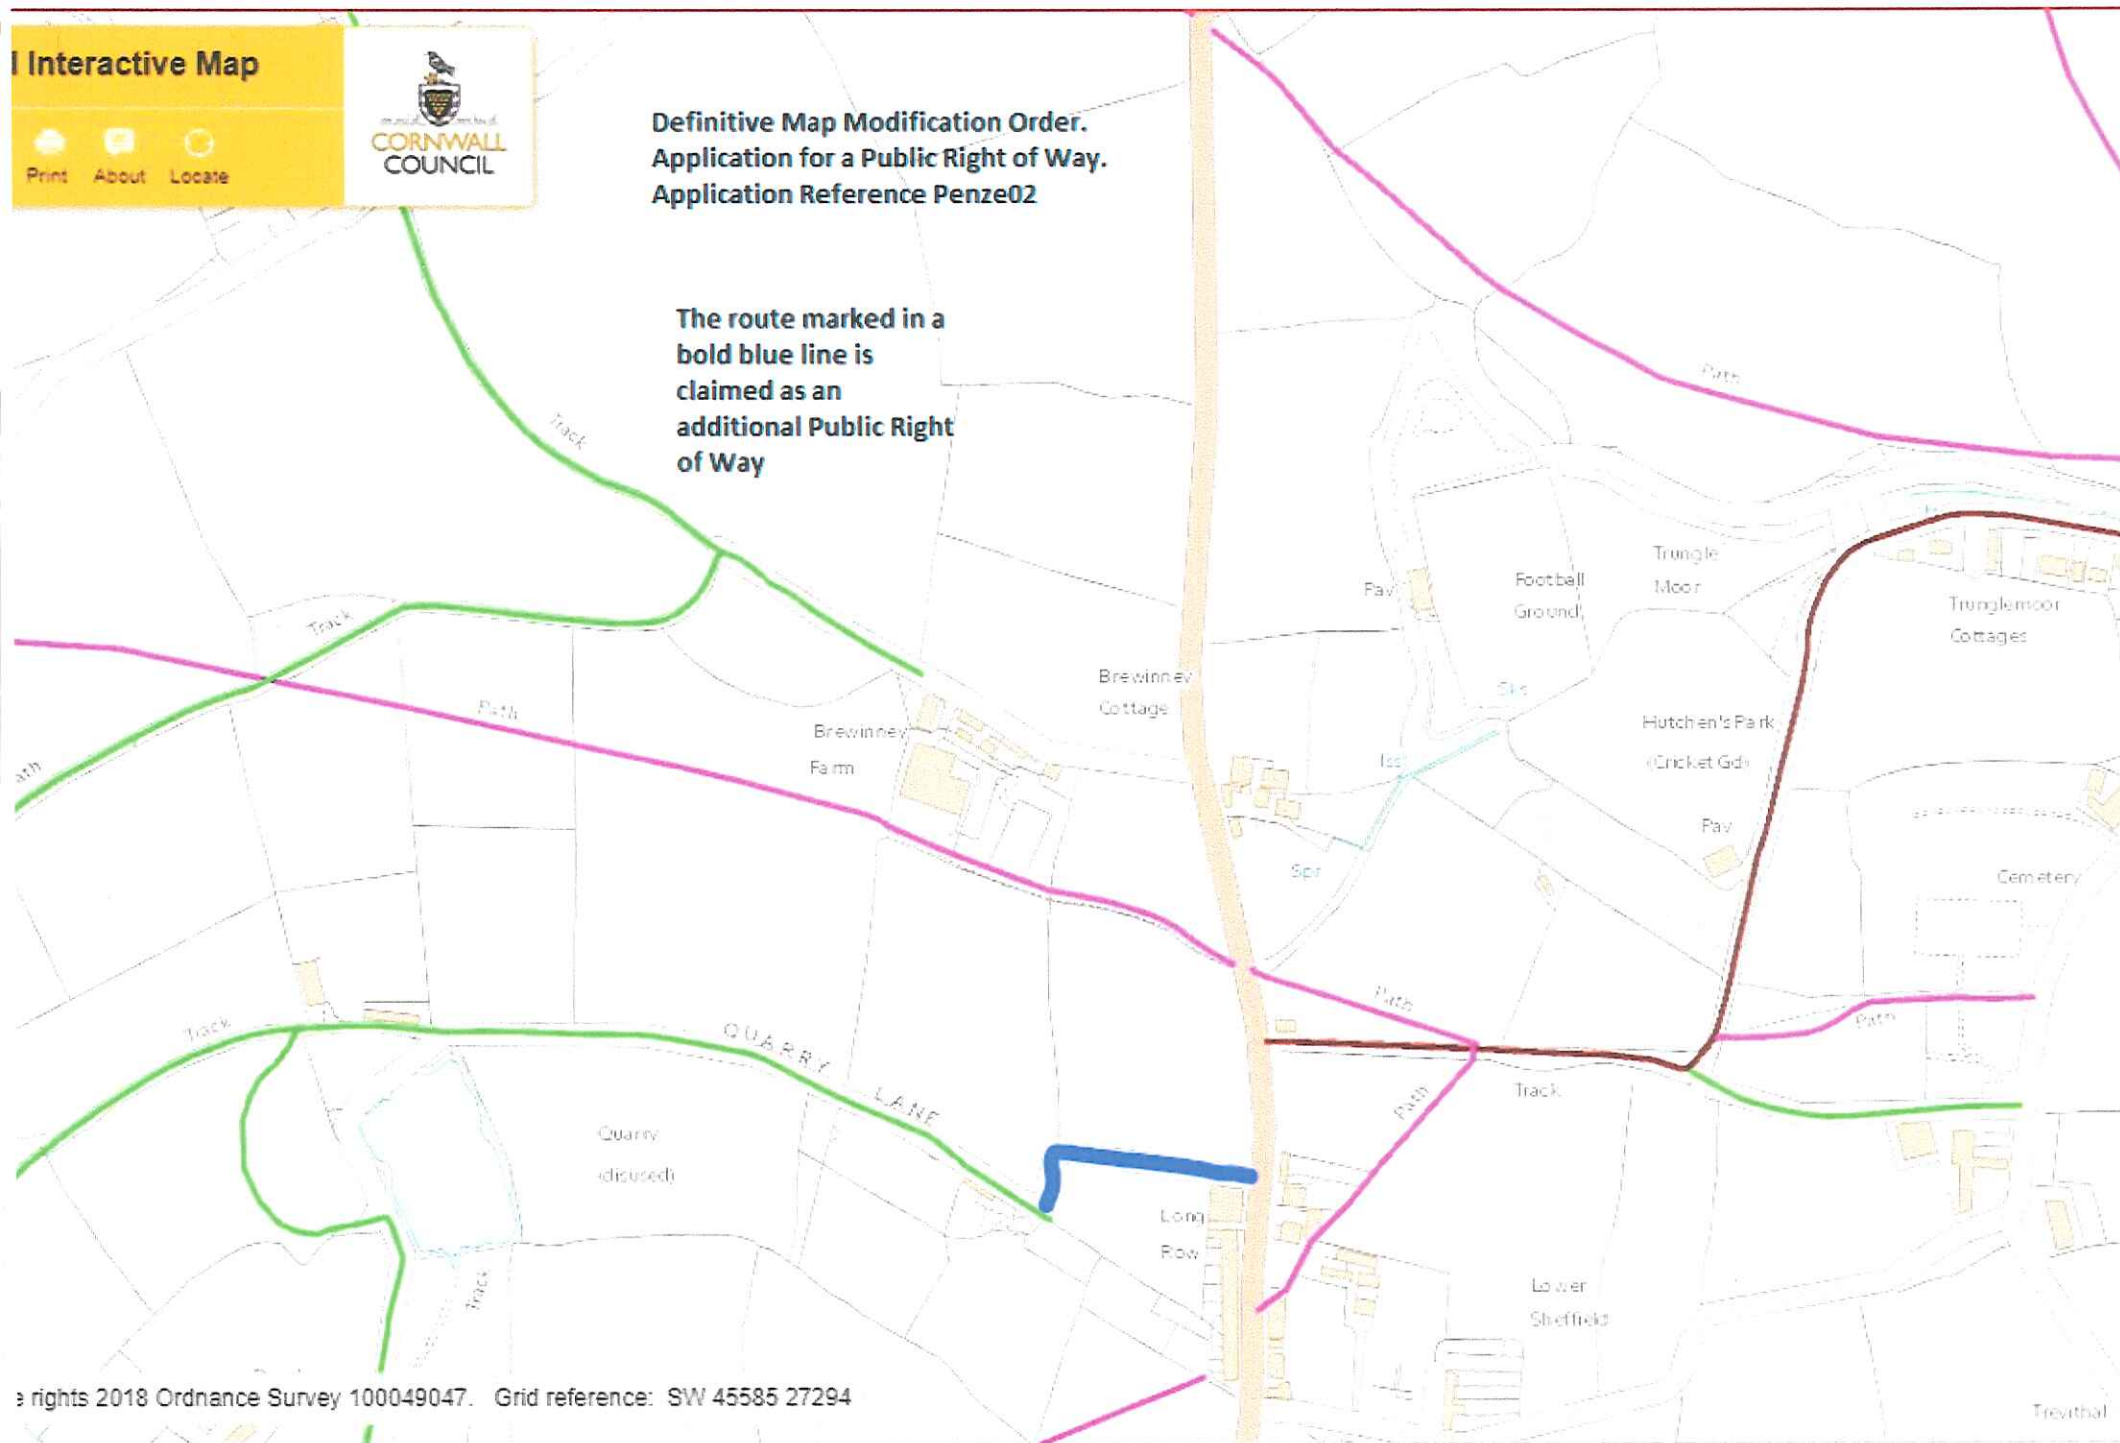 l Interactive Map
Print About Locate
CORNWALL
COUNCIL
Definitive Map Modification Order.
Application for a Public Right of Way.
Application Reference Penze02
The route marked in a
bold blue line is
claimed as an
additional Public Right
of Way
Track
Path
Track
Path
ath
Brewinney
Farm
Brewinney
Cottage
Pav
Football
Ground
Trungle
Moor
Trunglemoor
Cottages
Sks
Iss
Spr
Hutchen's Park
(Cricket Gd)
Pav
Cemetery
Path
Path
Path
Track
Track
QUARRY LANE
Quarry
(disused)
Track
Long
Row
Lower
Sheffield
Trevithal
e rights 2018 Ordnance Survey 100049047. Grid reference: SW 45585 27294